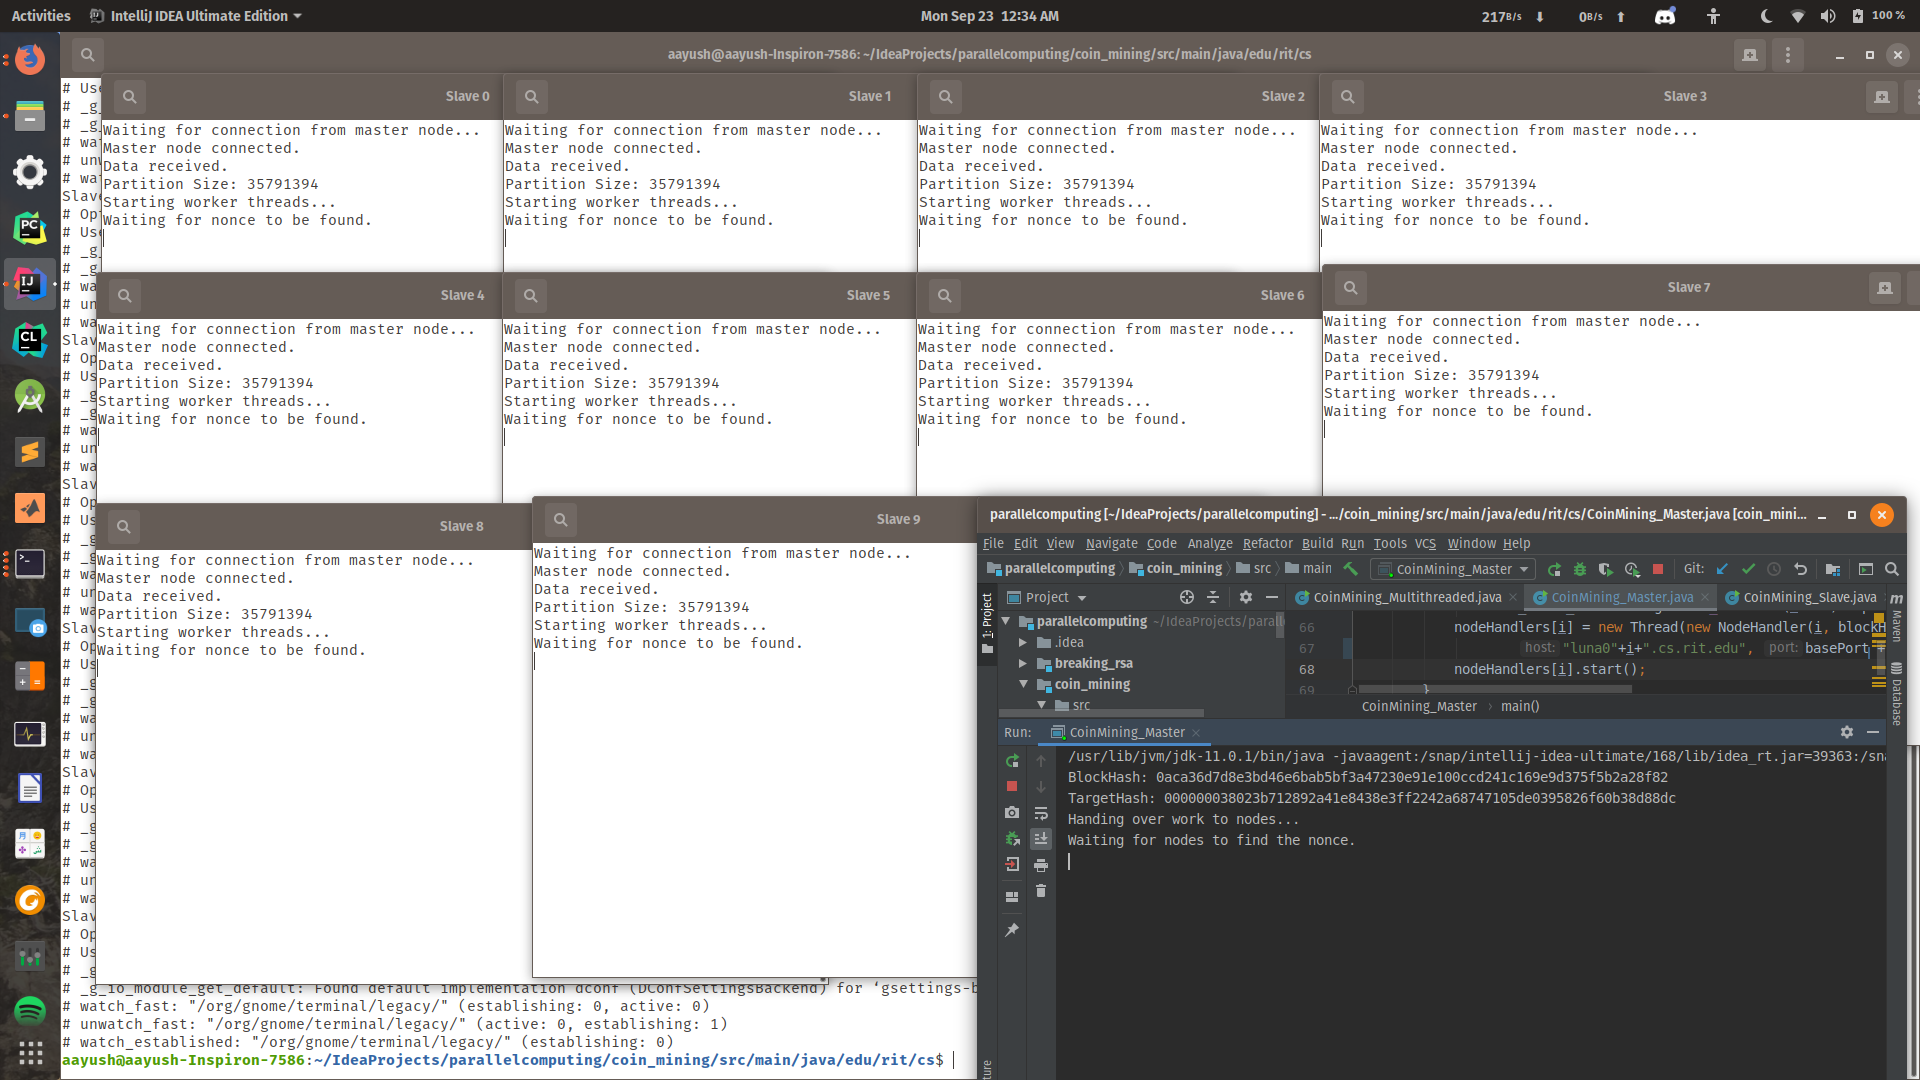 Activities IntelliJ IDEA Ultimate Edition Mon Sep 23 12:34 AM 217B/s 0B/s 100 %
aayush@aayush-Inspiron-7586: ~/IdeaProjects/parallelcomputing/coin_mining/src/main/java/edu/rit/cs
Slave 0
Waiting for connection from master node...
Master node connected.
Data received.
Partition Size: 35791394
Starting worker threads...
Waiting for nonce to be found.
Slave 1
Waiting for connection from master node...
Master node connected.
Data received.
Partition Size: 35791394
Starting worker threads...
Waiting for nonce to be found.
Slave 2
Waiting for connection from master node...
Master node connected.
Data received.
Partition Size: 35791394
Starting worker threads...
Waiting for nonce to be found.
Slave 3
Waiting for connection from master node...
Master node connected.
Data received.
Partition Size: 35791394
Starting worker threads...
Waiting for nonce to be found.
Slave 4
Waiting for connection from master node...
Master node connected.
Data received.
Partition Size: 35791394
Starting worker threads...
Waiting for nonce to be found.
Slave 5
Waiting for connection from master node...
Master node connected.
Data received.
Partition Size: 35791394
Starting worker threads...
Waiting for nonce to be found.
Slave 6
Waiting for connection from master node...
Master node connected.
Data received.
Partition Size: 35791394
Starting worker threads...
Waiting for nonce to be found.
Slave 7
Waiting for connection from master node...
Master node connected.
Data received.
Partition Size: 35791394
Starting worker threads...
Waiting for nonce to be found.
Slave 8
Waiting for connection from master node...
Master node connected.
Data received.
Partition Size: 35791394
Starting worker threads...
Waiting for nonce to be found.
Slave 9
Waiting for connection from master node...
Master node connected.
Data received.
Partition Size: 35791394
Starting worker threads...
Waiting for nonce to be found.
parallelcomputing [~/IdeaProjects/parallelcomputing] - .../coin_mining/src/main/java/edu/rit/cs/CoinMining_Master.java [coin_mini...
File Edit View Navigate Code Analyze Refactor Build Run Tools VCS Window Help
parallelcomputing coin_mining src main CoinMining_Master Git:
1: Project
Project
CoinMining_Multithreaded.java CoinMining_Master.java CoinMining_Slave.java
Maven
Database
parallelcomputing ~/IdeaProjects/parall
.idea
breaking_rsa
coin_mining
src
66 nodeHandlers[i] = new Thread(new NodeHandler(i, blockH
67 host: "luna0"+i+".cs.rit.edu", port: basePort +
68 nodeHandlers[i].start();
69 }
CoinMining_Master main()
Run: CoinMining_Master
/usr/lib/jvm/jdk-11.0.1/bin/java -javaagent:/snap/intellij-idea-ultimate/168/lib/idea_rt.jar=39363:/sna
BlockHash: 0aca36d7d8e3bd46e6bab5bf3a47230e91e100ccd241c169e9d375f5b2a28f82
TargetHash: 000000038023b712892a41e8438e3ff2242a68747105de0395826f60b38d88dc
Handing over work to nodes...
Waiting for nodes to find the nonce.
# _g_io_module_get_default: Found default implementation dconf (DConfSettingsBackend) for ‘gsettings-b
# watch_fast: "/org/gnome/terminal/legacy/" (establishing: 0, active: 0)
# unwatch_fast: "/org/gnome/terminal/legacy/" (active: 0, establishing: 1)
# watch_established: "/org/gnome/terminal/legacy/" (establishing: 0)
aayush@aayush-Inspiron-7586:~/IdeaProjects/parallelcomputing/coin_mining/src/main/java/edu/rit/cs$